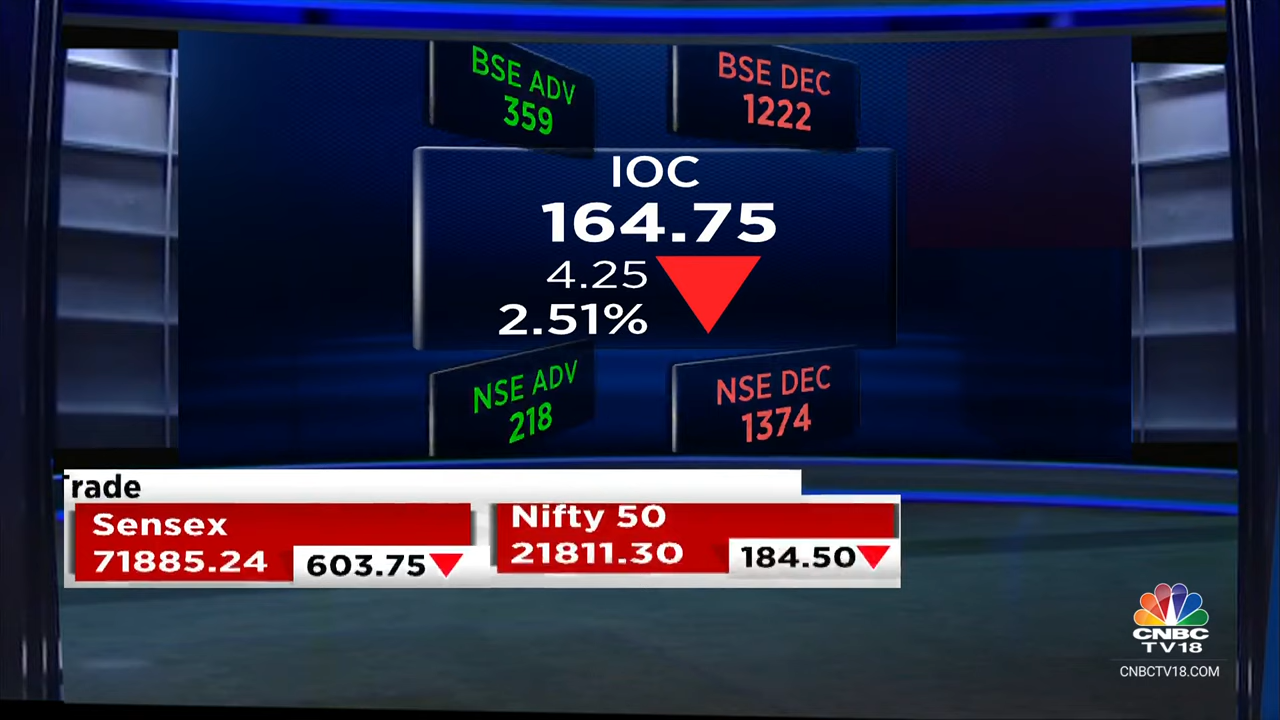 BSE ADV
359
BSE DEC
1222
IOC
164.75
4.25
2.51%
NSE ADV
218
NSE DEC
1374
Trade
Sensex
71885.24
603.75
Nifty 50
21811.30
184.50
CNBC
TV18
CNBCTV18.COM